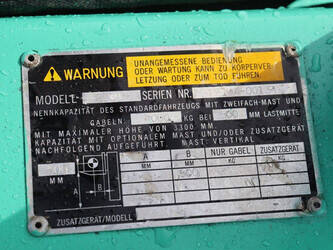 WARNUNG
UNANGEMESSENE BEDIENUNG
ODER WARTUNG KANN ZU KÖRPERVER-
LETZUNG ODER ZUM TOD FÜHREN.
MODELL. SERIEN NR.
NENNKAPAZITÄT DES STANDARDFAHRZEUGS MIT ZWEIFACH-MAST UND
GABELN: KG BEI MM LASTMITTE
MIT MAXIMALER HÖHE VON 3300 MM
KAPAZITÄT MIT OPTIONALEM MAST UND/ODER ZUSATZGERÄT
NACHFOLGEND AUFGEFÜHRT. MAST: VERTIKAL
A B NUR GABEL ZUSATZGERÄT
MM MM KG KG
A
B
MM
ZUSATZGERÄT/MODELL